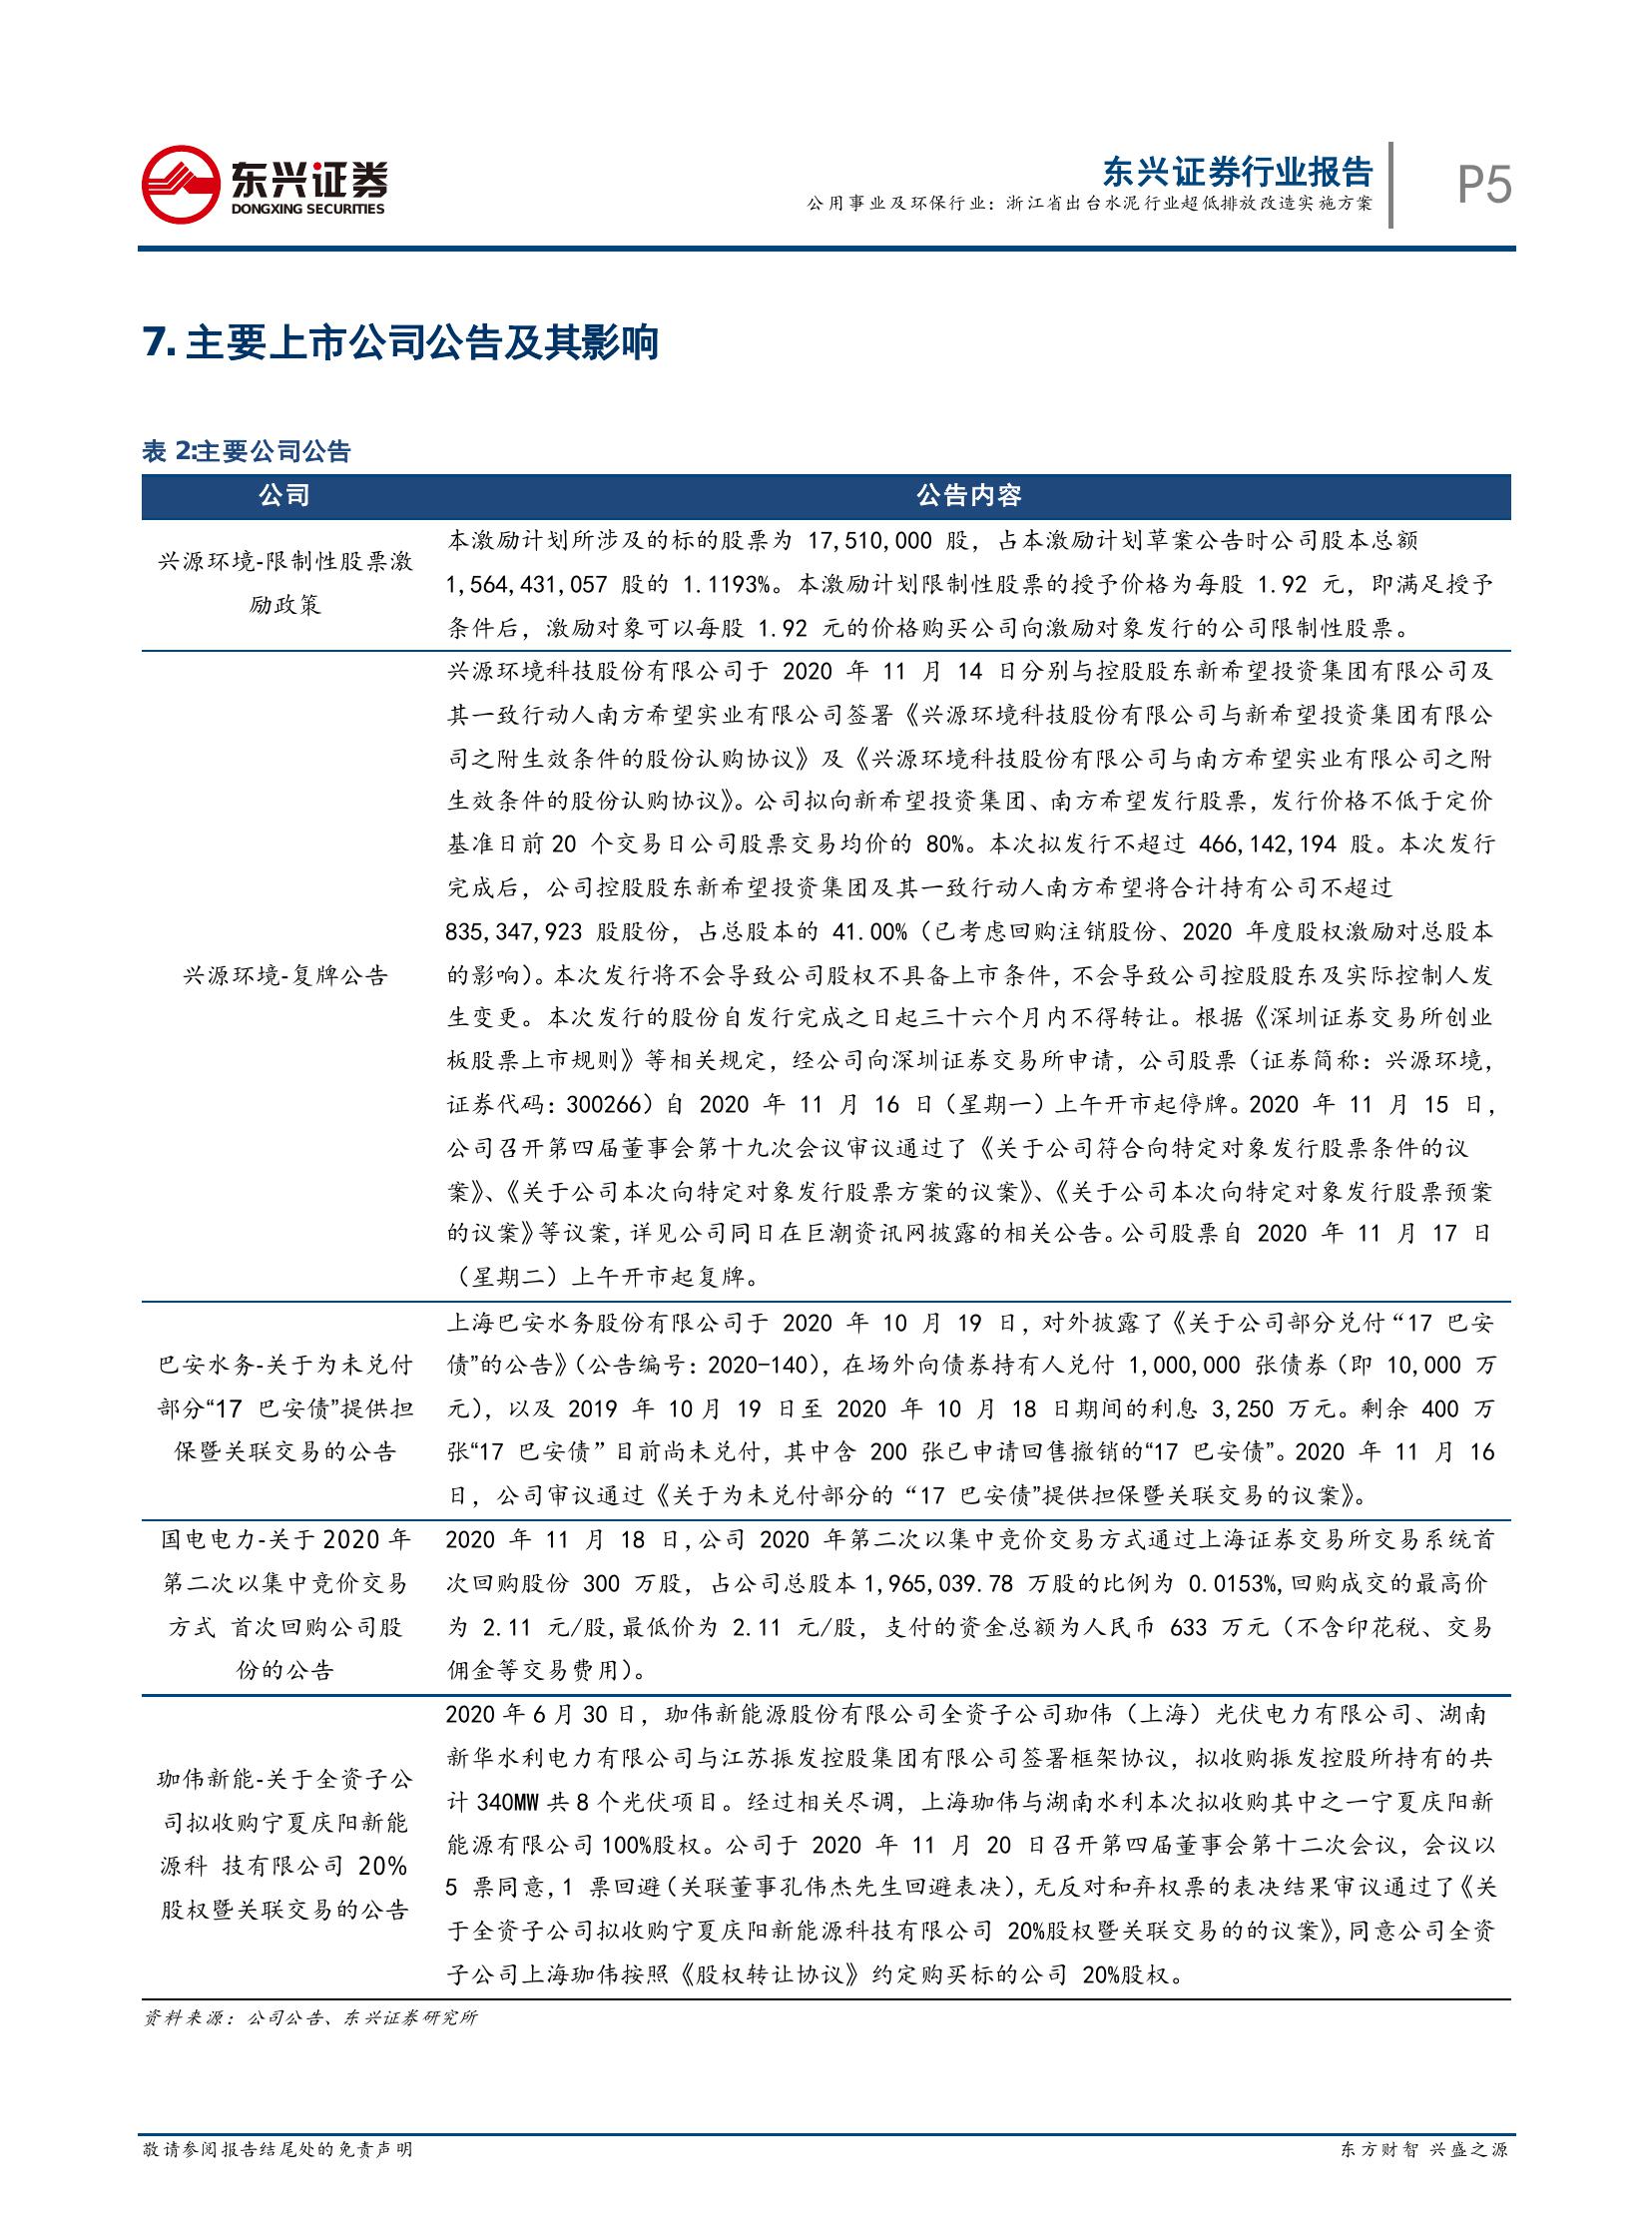 东兴证券
DONGXING SECURITIES
东兴证券行业报告
公用事业及环保行业：浙江省出台水泥行业超低排放改造实施方案
P5
7. 主要上市公司公告及其影响
表 2:主要公司公告
公司 公告内容
兴源环境-限制性股票激
励政策
本激励计划所涉及的标的股票为 17,510,000 股，占本激励计划草案公告时公司股本总额
1,564,431,057 股的 1.1193%。本激励计划限制性股票的授予价格为每股 1.92 元，即满足授予
条件后，激励对象可以每股 1.92 元的价格购买公司向激励对象发行的公司限制性股票。
兴源环境-复牌公告
兴源环境科技股份有限公司于 2020 年 11 月 14 日分别与控股股东新希望投资集团有限公司及
其一致行动人南方希望实业有限公司签署《兴源环境科技股份有限公司与新希望投资集团有限公
司之附生效条件的股份认购协议》及《兴源环境科技股份有限公司与南方希望实业有限公司之附
生效条件的股份认购协议》。公司拟向新希望投资集团、南方希望发行股票，发行价格不低于定价
基准日前 20 个交易日公司股票交易均价的 80%。本次拟发行不超过 466,142,194 股。本次发行
完成后，公司控股股东新希望投资集团及其一致行动人南方希望将合计持有公司不超过
835,347,923 股股份，占总股本的 41.00%（已考虑回购注销股份、2020 年度股权激励对总股本
的影响）。本次发行将不会导致公司股权不具备上市条件，不会导致公司控股股东及实际控制人发
生变更。本次发行的股份自发行完成之日起三十六个月内不得转让。根据《深圳证券交易所创业
板股票上市规则》等相关规定，经公司向深圳证券交易所申请，公司股票（证券简称：兴源环境，
证券代码：300266）自 2020 年 11 月 16 日（星期一）上午开市起停牌。2020 年 11 月 15 日，
公司召开第四届董事会第十九次会议审议通过了《关于公司符合向特定对象发行股票条件的议
案》、《关于公司本次向特定对象发行股票方案的议案》、《关于公司本次向特定对象发行股票预案
的议案》等议案，详见公司同日在巨潮资讯网披露的相关公告。公司股票自 2020 年 11 月 17 日
（星期二）上午开市起复牌。
巴安水务-关于为未兑付
部分“17 巴安债”提供担
保暨关联交易的公告
上海巴安水务股份有限公司于 2020 年 10 月 19 日，对外披露了《关于公司部分兑付“17 巴安
债”的公告》（公告编号：2020-140），在场外向债券持有人兑付 1,000,000 张债券（即 10,000 万
元），以及 2019 年 10 月 19 日至 2020 年 10 月 18 日期间的利息 3,250 万元。剩余 400 万
张“17 巴安债”目前尚未兑付，其中含 200 张已申请回售撤销的“17 巴安债”。2020 年 11 月 16
日，公司审议通过《关于为未兑付部分的“17 巴安债”提供担保暨关联交易的议案》。
国电电力-关于 2020 年
第二次以集中竞价交易
方式 首次回购公司股
份的公告
2020 年 11 月 18 日,公司 2020 年第二次以集中竞价交易方式通过上海证券交易所交易系统首
次回购股份 300 万股，占公司总股本 1,965,039.78 万股的比例为 0.0153%,回购成交的最高价
为 2.11 元/股,最低价为 2.11 元/股，支付的资金总额为人民币 633 万元（不含印花税、交易
佣金等交易费用）。
珈伟新能-关于全资子公
司拟收购宁夏庆阳新能
源科 技有限公司 20%
股权暨关联交易的公告
2020 年 6 月 30 日，珈伟新能源股份有限公司全资子公司珈伟（上海）光伏电力有限公司、湖南
新华水利电力有限公司与江苏振发控股集团有限公司签署框架协议，拟收购振发控股所持有的共
计 340MW 共 8 个光伏项目。经过相关尽调，上海珈伟与湖南水利本次拟收购其中之一宁夏庆阳新
能源有限公司 100%股权。公司于 2020 年 11 月 20 日召开第四届董事会第十二次会议，会议以
5 票同意,1 票回避（关联董事孔伟杰先生回避表决），无反对和弃权票的表决结果审议通过了《关
于全资子公司拟收购宁夏庆阳新能源科技有限公司 20%股权暨关联交易的的议案》，同意公司全资
子公司上海珈伟按照《股权转让协议》约定购买标的公司 20%股权。
资料来源：公司公告、东兴证券研究所
敬请参阅报告结尾处的免责声明
东方财智 兴盛之源